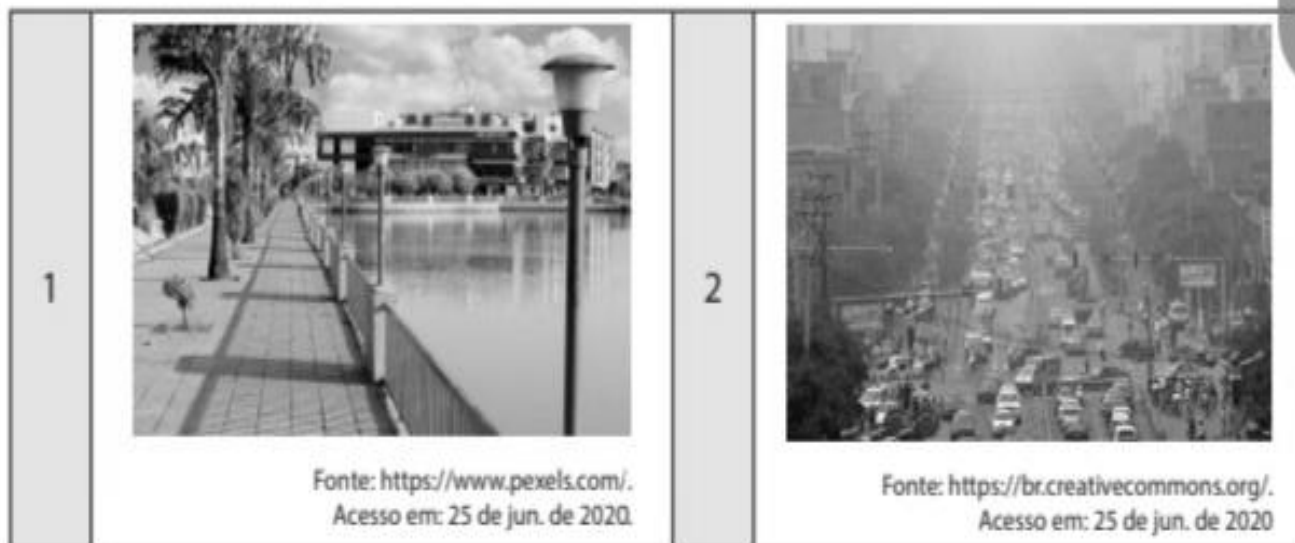 1
Fonte: https://www.pexels.com/.
Acesso em: 25 de jun. de 2020.
2
Fonte: https://br.creativecommons.org/.
Acesso em: 25 de jun. de 2020